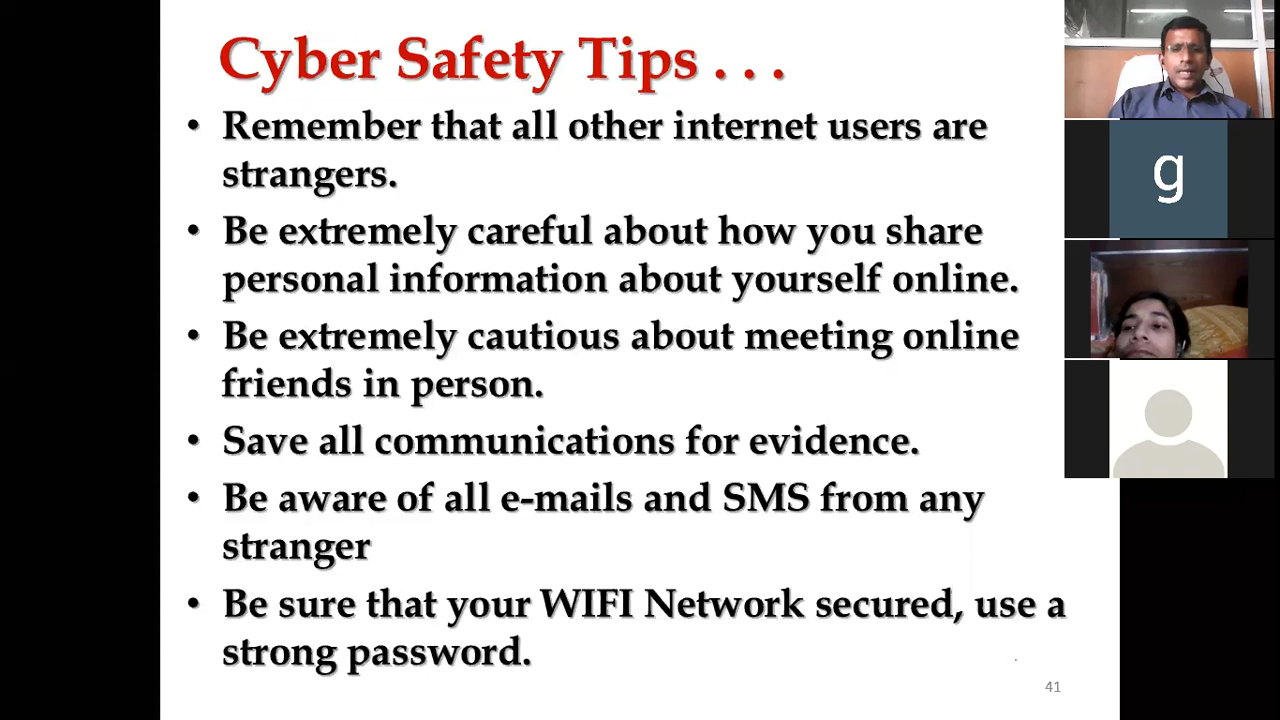 Cyber Safety Tips . . .
• Remember that all other internet users are
strangers.
• Be extremely careful about how you share
personal information about yourself online.
• Be extremely cautious about meeting online
friends in person.
• Save all communications for evidence.
• Be aware of all e-mails and SMS from any
stranger
• Be sure that your WIFI Network secured, use a
strong password.
41
g